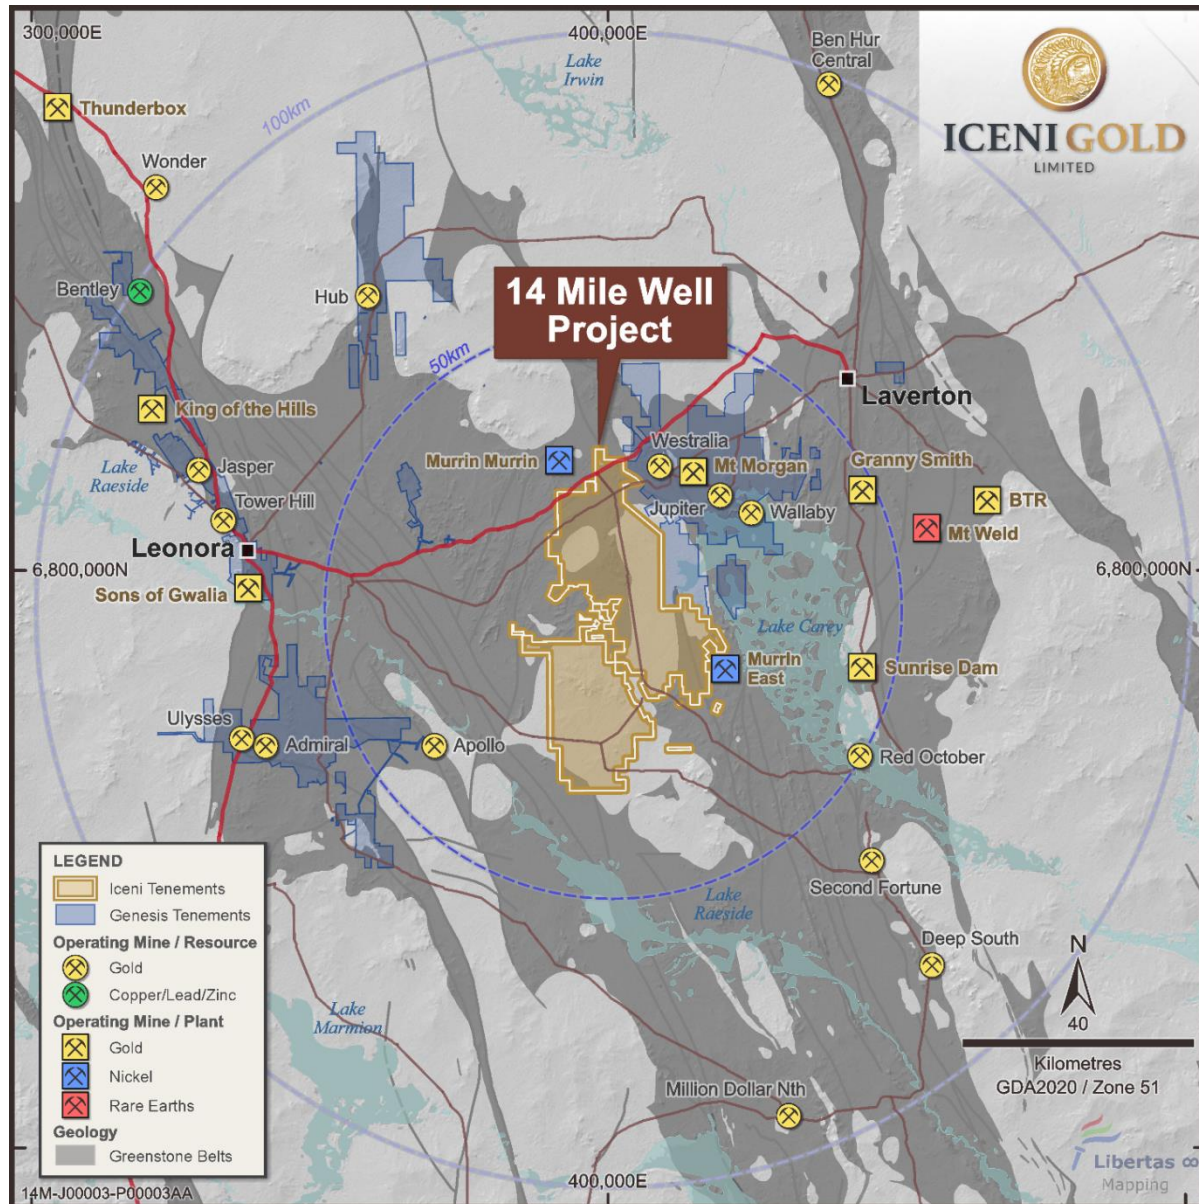 300,000E
400,000E
Ben Hur
Central
Lake
Irwin
ICENI GOLD
LIMITED
Thunderbox
100km
Wonder
Bentley
Hub
14 Mile Well
Project
50km
Laverton
King of the Hills
Westralia
Murrin Murrin
Mt Morgan
Granny Smith
Lake
Raeside
Jasper
Tower Hill
Jupiter
Wallaby
BTR
Mt Weld
Leonora
6,800,000N
6,800,000N
Sons of Gwalia
Lake Carey
Murrin
East
Sunrise Dam
Ulysses
Admiral
Apollo
Red October
LEGEND
Iceni Tenements
Genesis Tenements
Operating Mine / Resource
Gold
Copper/Lead/Zinc
Operating Mine / Plant
Gold
Nickel
Rare Earths
Geology
Greenstone Belts
Second Fortune
Lake
Raeside
Deep South
N
40
Kilometres
GDA2020 / Zone 51
Lake
Marmion
Million Dollar Nth
Libertas
Mapping
400,000E
14M-J00003-P00003AA